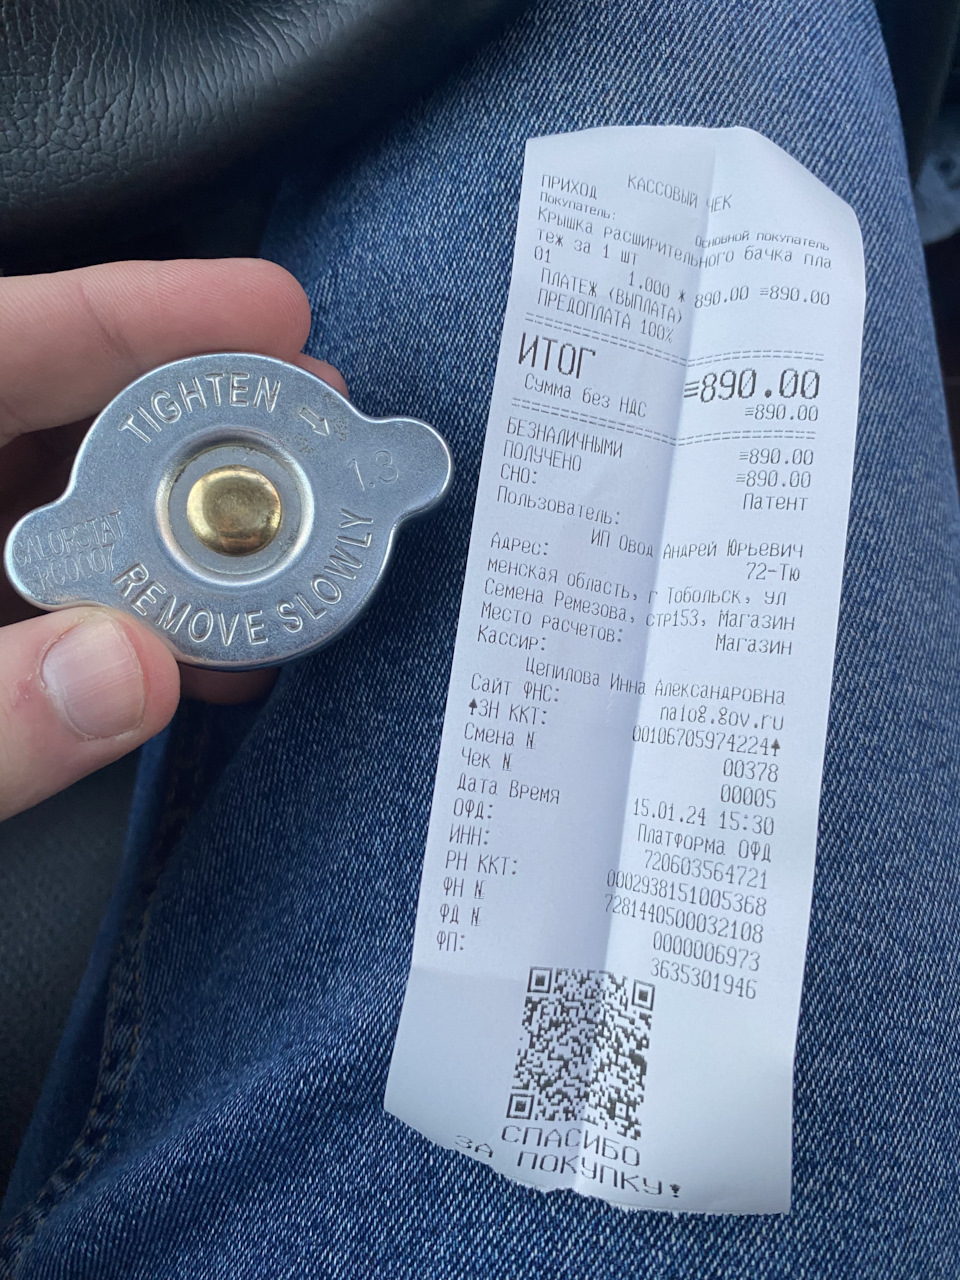 TIGHTEN
1.3
CALORSTAT
RC0007
REMOVE SLOWLY
КАССОВЫЙ ЧЕК
ПРИХОД
Покупатель:
Основной покупатель
Крышка расширительного бачка пла
теж за 1 шт
01
1.000 * 890.00 ≡890.00
ПЛАТЕЖ (ВЫПЛАТА)
ПРЕДОПЛАТА 100%
ИТОГ ≡890.00
Сумма без НДС ≡890.00
БЕЗНАЛИЧНЫМИ ≡890.00
ПОЛУЧЕНО ≡890.00
СНО: Патент
Пользователь:
ИП Овод Андрей Юрьевич
Адрес: 72-Тю
менская область, г Тобольск, ул
Семена Ремезова, стр153, Магазин
Место расчетов: Магазин
Кассир:
Цепилова Инна Александровна
Сайт ФНС: nalog.gov.ru
ЗН ККТ: 00106705974224
Смена № 00378
Чек № 00005
Дата Время 15.01.24 15:30
ОФД: Платформа ОФД
ИНН: 720603564721
РН ККТ: 0002938151005368
ФН № 7281440500032108
ФД № 0000006973
ФП: 3635301946
СПАСИБО
ЗА ПОКУПКУ!